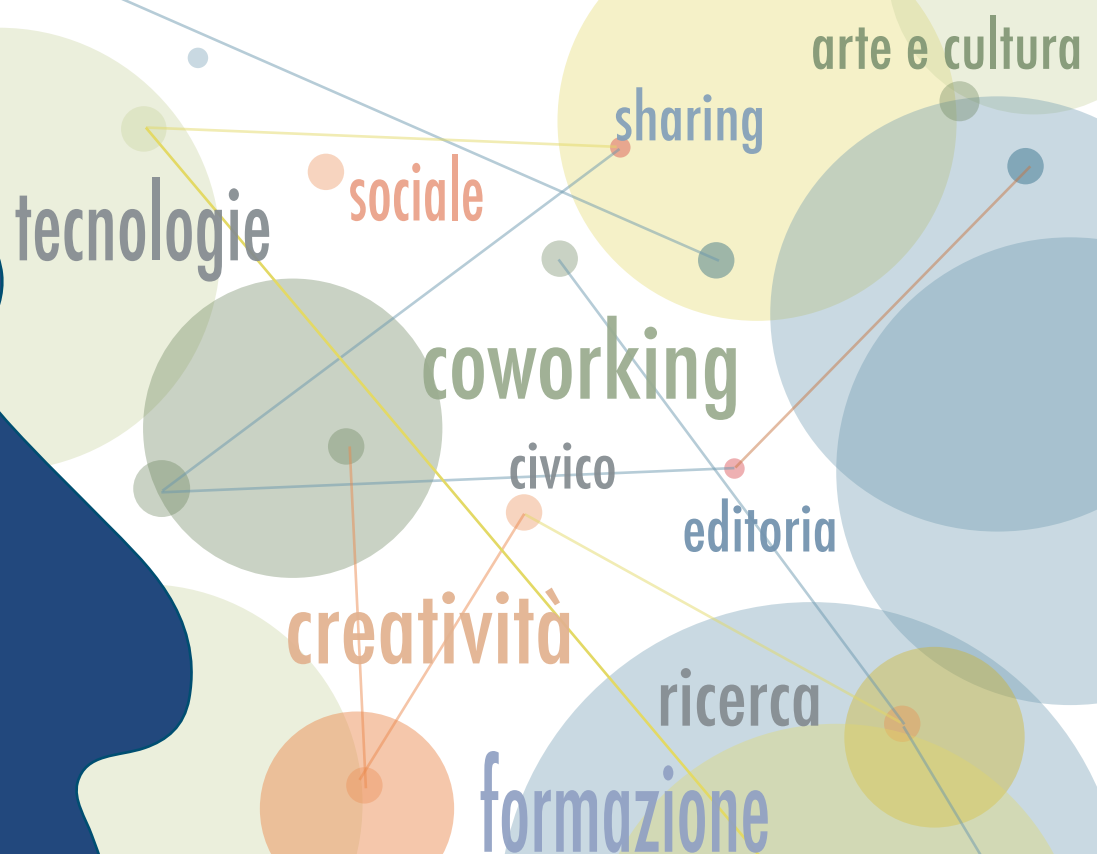 arte e cultura
sharing
sociale
tecnologie
coworking
civico
editoria
creatività
ricerca
formazione